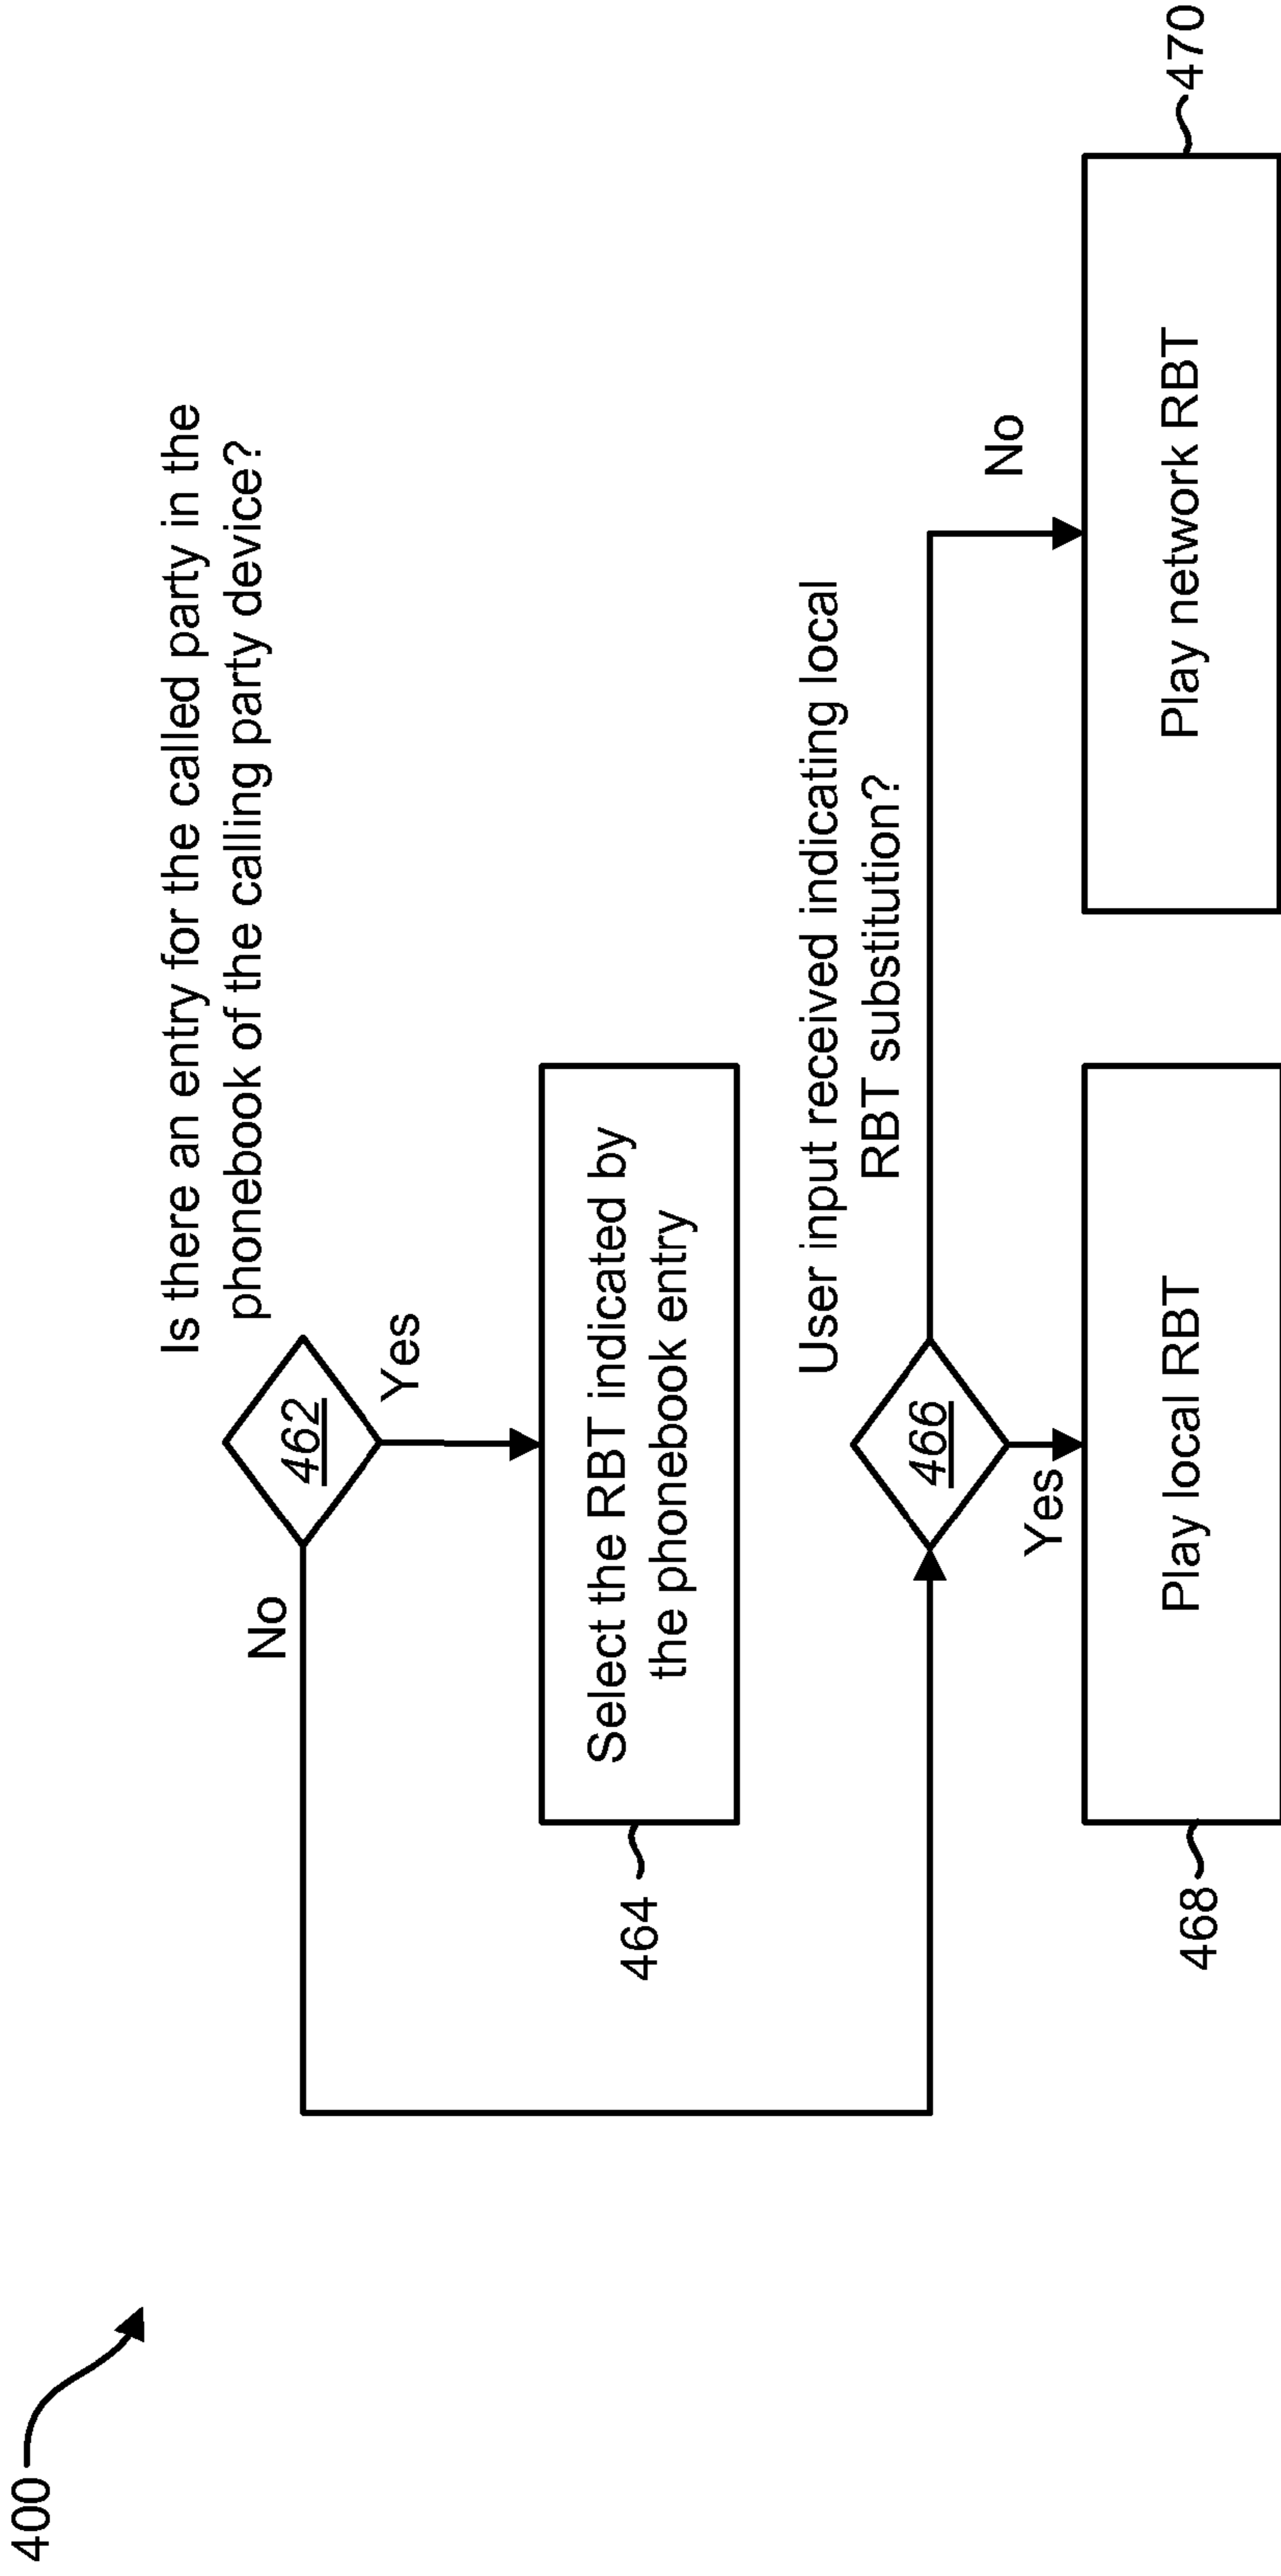 400
Is there an entry for the called party in the
phonebook of the calling party device?
462
No
Yes
464
Select the RBT indicated by
the phonebook entry
User input received indicating local
RBT substitution?
466
No
Yes
468
Play local RBT
Play network RBT
470